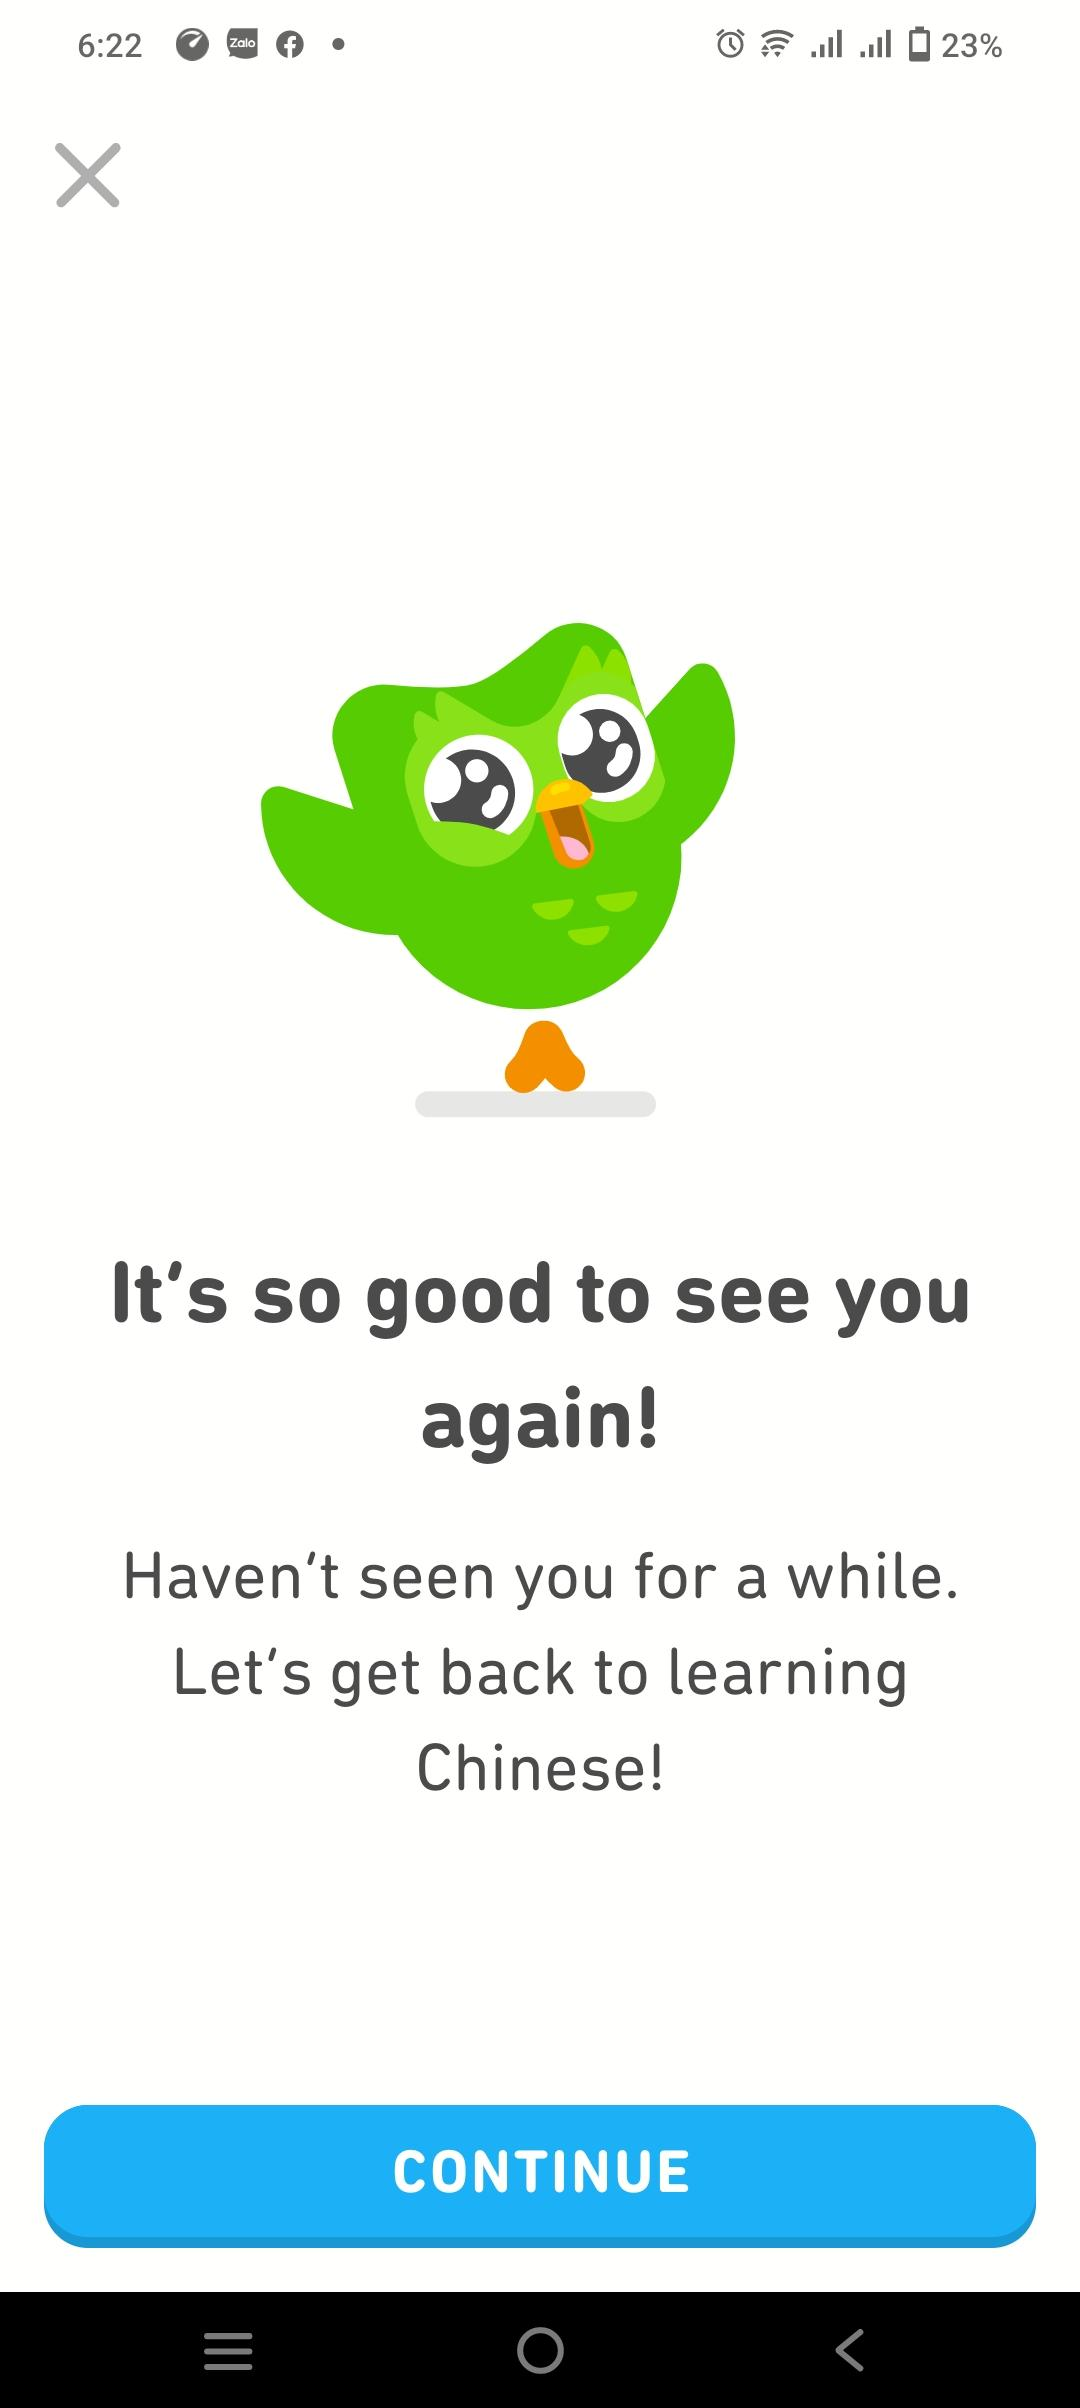 6:22
Zalo
23%
It's so good to see you
again!
Haven't seen you for a while.
Let's get back to learning
Chinese!
CONTINUE